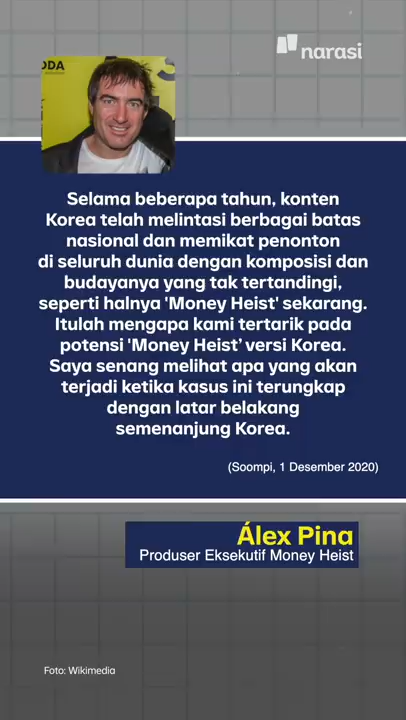 narasi
ODA
Selama beberapa tahun, konten
Korea telah melintasi berbagai batas
nasional dan memikat penonton
di seluruh dunia dengan komposisi dan
budayanya yang tak tertandingi,
seperti halnya 'Money Heist' sekarang.
Itulah mengapa kami tertarik pada
potensi 'Money Heist’ versi Korea.
Saya senang melihat apa yang akan
terjadi ketika kasus ini terungkap
dengan latar belakang
semenanjung Korea.
(Soompi, 1 Desember 2020)
Álex Pina
Produser Eksekutif Money Heist
Foto: Wikimedia